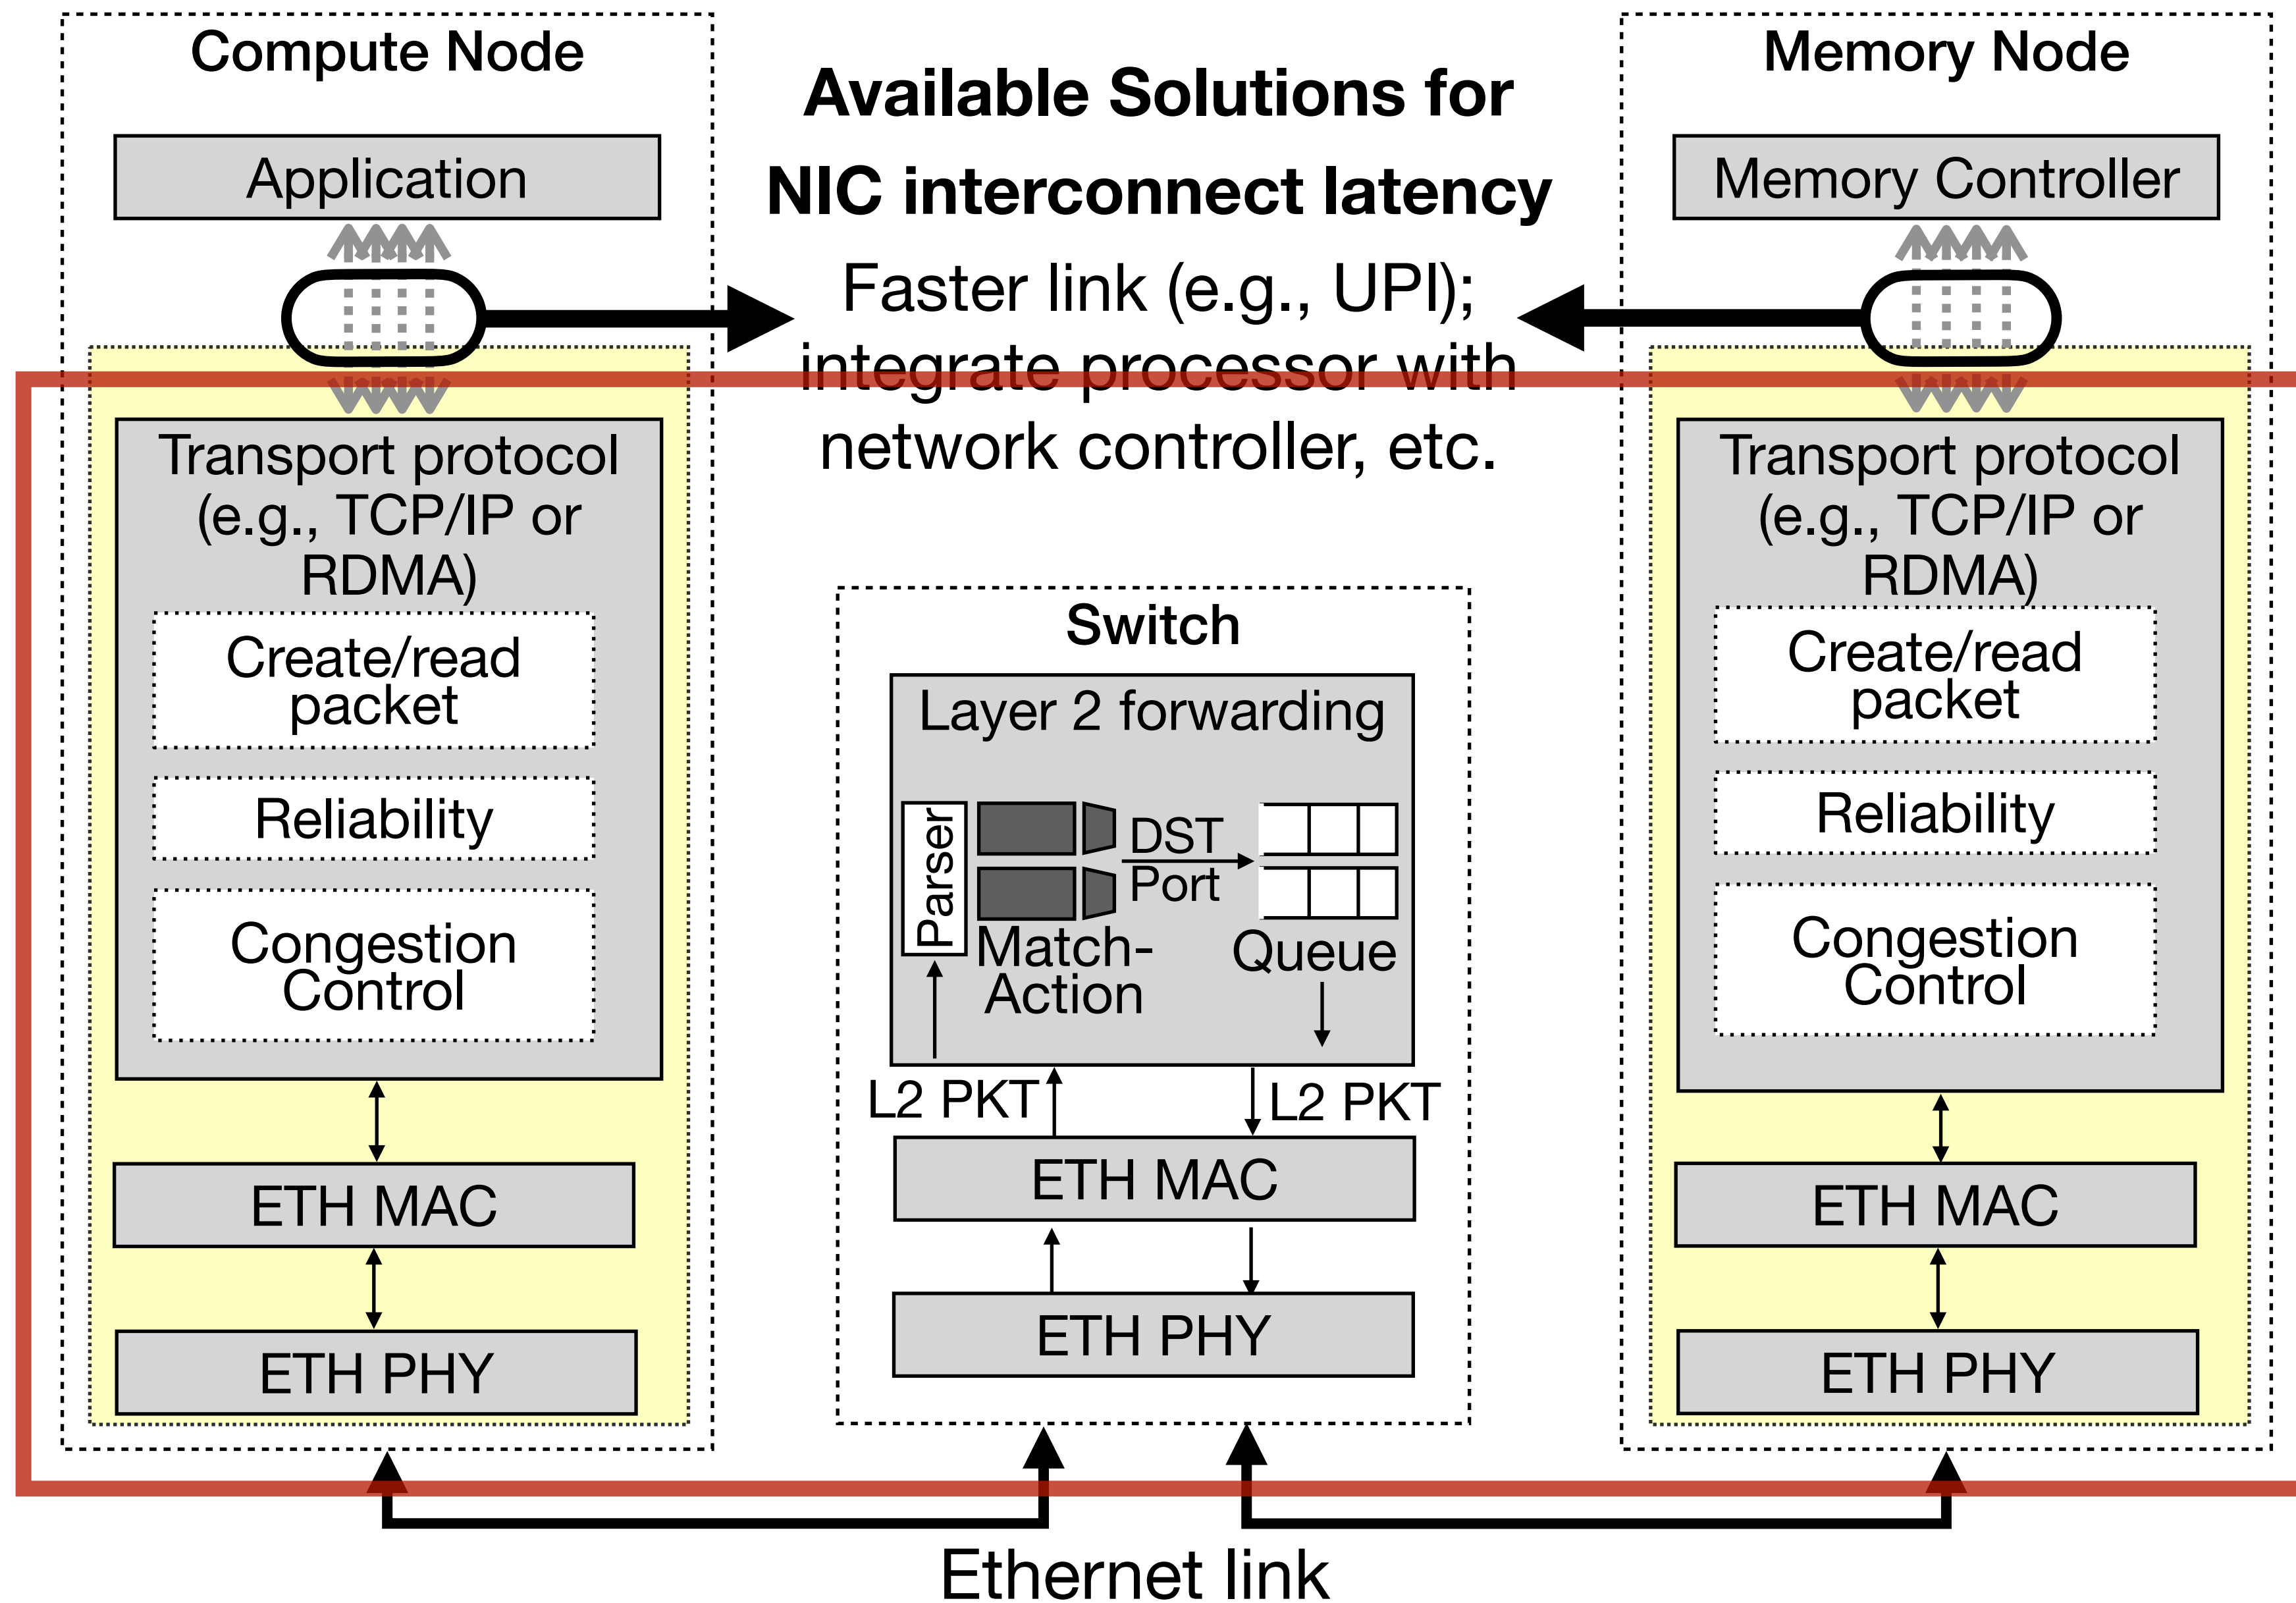 Compute Node
Application
Transport protocol
(e.g., TCP/IP or
RDMA)
Create/read
packet
Reliability
Congestion
Control
ETH MAC
ETH PHY
Available Solutions for
NIC interconnect latency
Faster link (e.g., UPI);
integrate processor with
network controller, etc.
Switch
Layer 2 forwarding
Parser
Match-
Action
DST
Port
Queue
L2 PKT
L2 PKT
ETH MAC
ETH PHY
Memory Node
Memory Controller
Transport protocol
(e.g., TCP/IP or
RDMA)
Create/read
packet
Reliability
Congestion
Control
ETH MAC
ETH PHY
Ethernet link